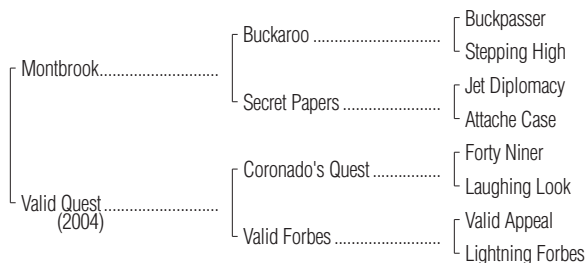 Buckpasser
Buckaroo ................................
Stepping High
Montbrook..............................
Jet Diplomacy
Secret Papers ........................
Attache Case
Forty Niner
Coronado's Quest .................
Laughing Look
Valid Quest .............................
(2004)
Valid Appeal
Valid Forbes ...........................
Lightning Forbes